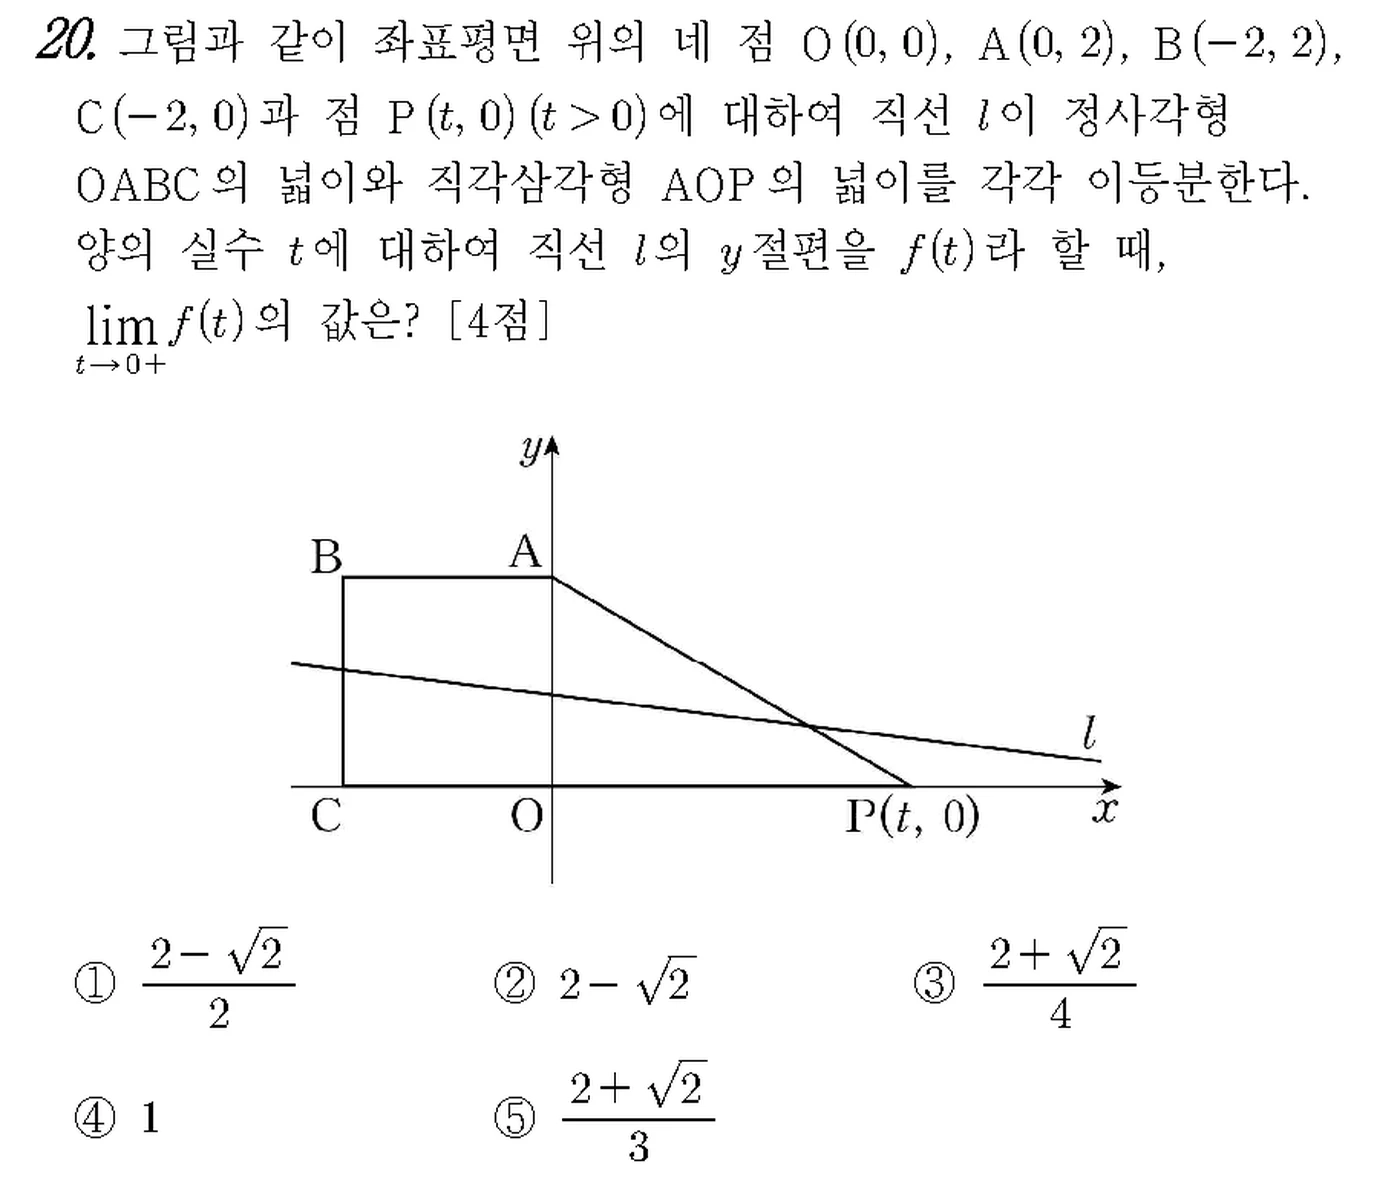 20. 그림과 같이 좌표평면 위의 네 점 O(0, 0), A(0, 2), B(−2, 2),
C(−2, 0)과 점 P(t, 0)(t>0)에 대하여 직선 l이 정사각형
OABC의 넓이와 직각삼각형 AOP의 넓이를 각각 이등분한다.
양의 실수 t에 대하여 직선 l의 y절편을 f(t)라 할 때,
lim_{t→0+} f(t)의 값은? [4점]
y
B A
l
C O P(t, 0) x
① (2−√2)/2 ② 2−√2 ③ (2+√2)/4
④ 1 ⑤ (2+√2)/3